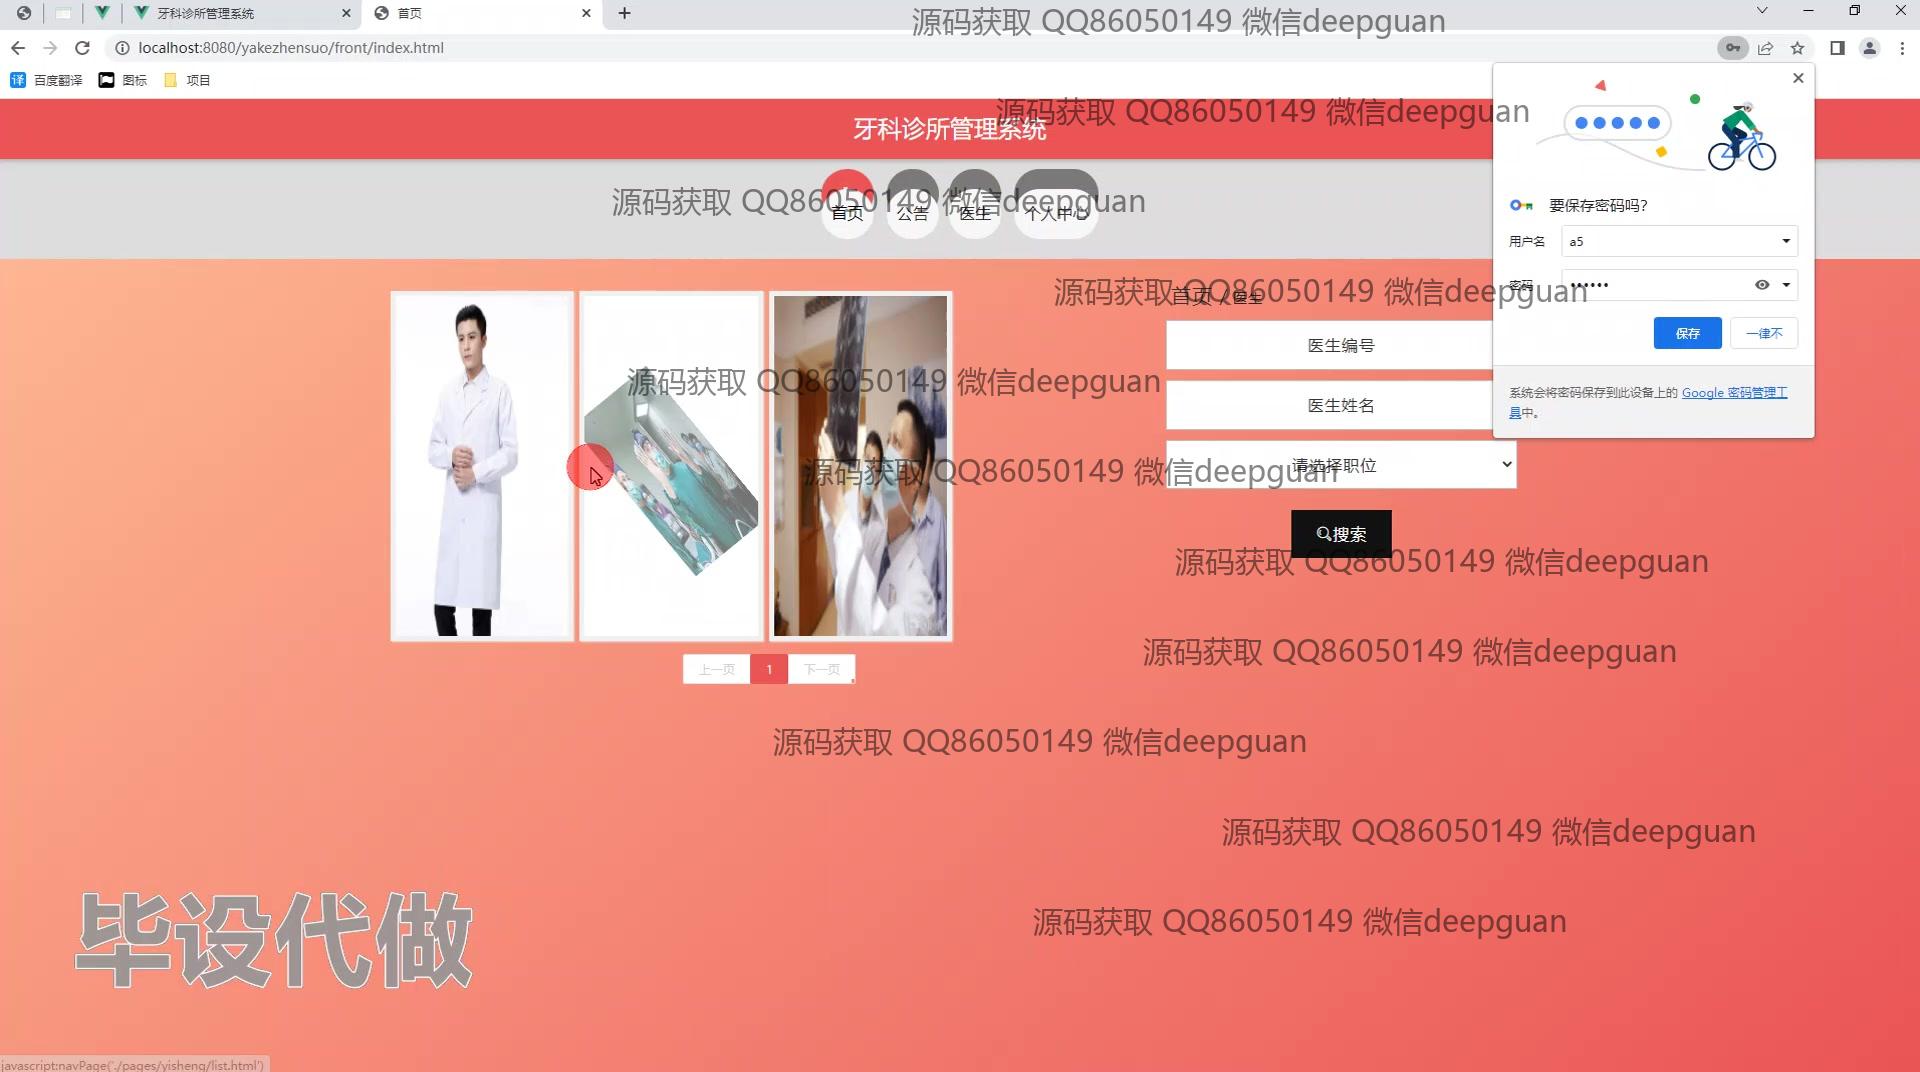 牙科诊所管理系统
首页
源码获取 QQ86050149 微信deepguan
localhost:8080/yakezhensuo/front/index.html
百度翻译
图标
项目
源码获取 QQ86050149 微信deepguan
牙科诊所管理系统
源码获取 QQ86050149 微信deepguan
首页
公告
医生
个人中心
要保存密码吗?
用户名
a5
密码
••••••
保存
一律不
系统会将密码保存到此设备上的 Google 密码管理工
具中。
源码获取 QQ86050149 微信deepguan
首页 / 医生
医生编号
源码获取 QQ86050149 微信deepguan
医生姓名
源码获取 QQ86050149 微信deepguan
请选择职位
搜索
源码获取 QQ86050149 微信deepguan
源码获取 QQ86050149 微信deepguan
上一页
1
下一页
源码获取 QQ86050149 微信deepguan
源码获取 QQ86050149 微信deepguan
源码获取 QQ86050149 微信deepguan
毕设代做
javascript:navPage('./pages/yisheng/list.html')